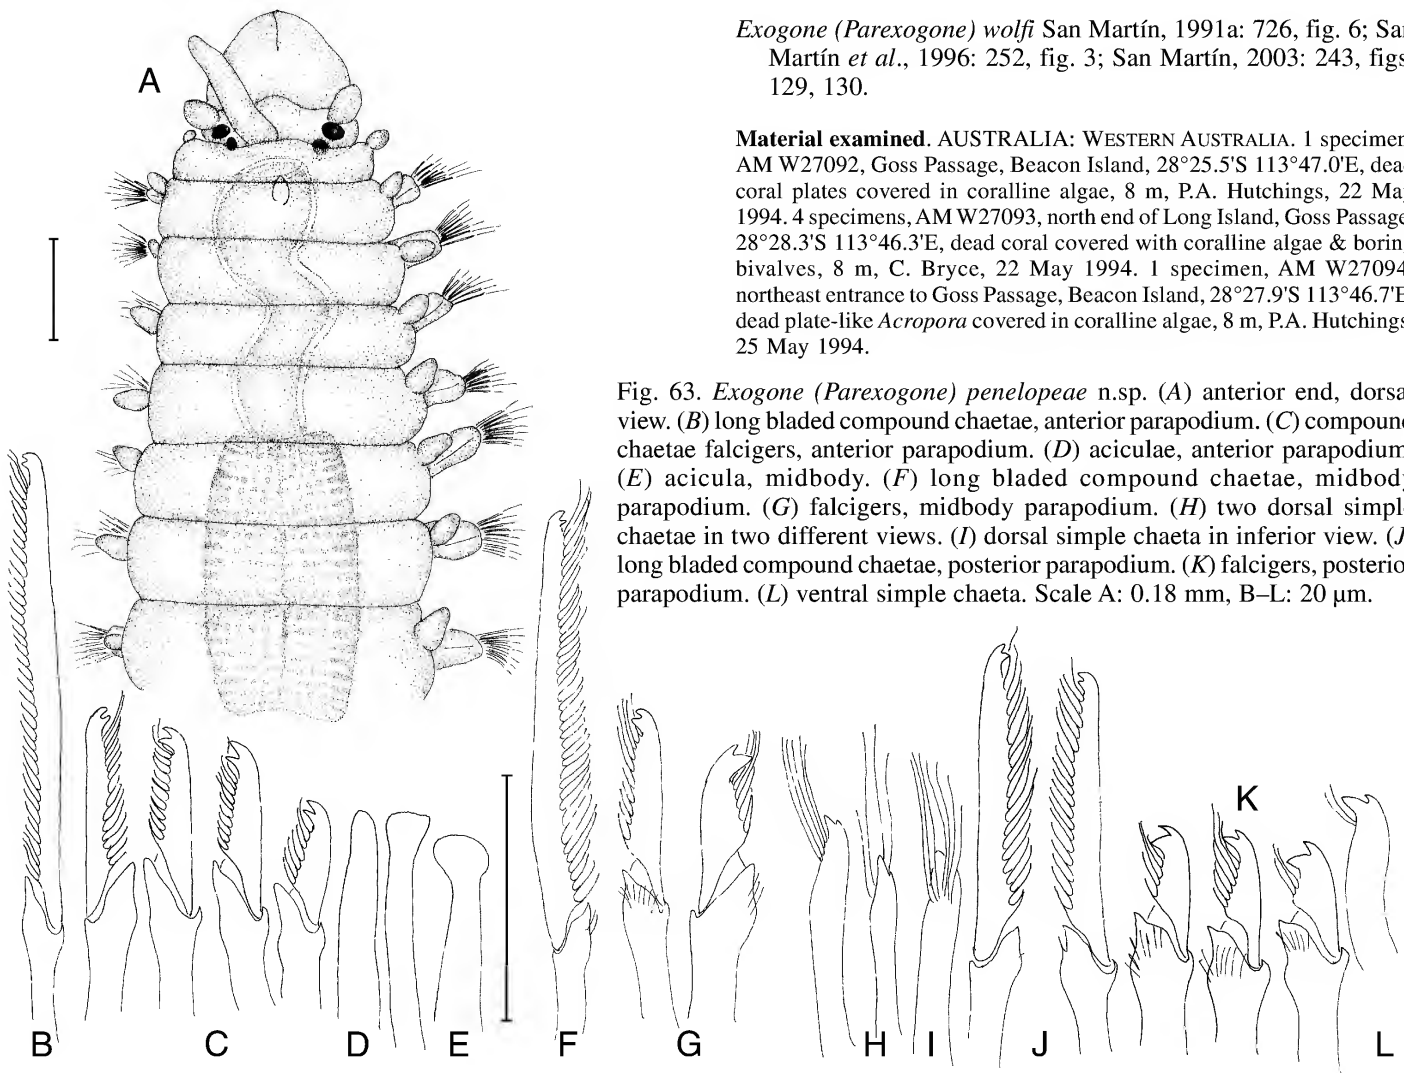 Exogone (Parexogone) wolfi San Martín, 1991a: 726, fig. 6; San
Martín et al., 1996: 252, fig. 3; San Martín, 2003: 243, figs
129, 130.
Material examined. AUSTRALIA: WESTERN AUSTRALIA. 1 specimen
AM W27092, Goss Passage, Beacon Island, 28°25.5'S 113°47.0'E, dead
coral plates covered in coralline algae, 8 m, P.A. Hutchings, 22 May
1994. 4 specimens, AM W27093, north end of Long Island, Goss Passage
28°28.3'S 113°46.3'E, dead coral covered with coralline algae & borin
bivalves, 8 m, C. Bryce, 22 May 1994. 1 specimen, AM W27094
northeast entrance to Goss Passage, Beacon Island, 28°27.9'S 113°46.7'E
dead plate-like Acropora covered in coralline algae, 8 m, P.A. Hutchings
25 May 1994.
Fig. 63. Exogone (Parexogone) penelopeae n.sp. (A) anterior end, dorsa
view. (B) long bladed compound chaetae, anterior parapodium. (C) compound
chaetae falcigers, anterior parapodium. (D) aciculae, anterior parapodium
(E) acicula, midbody. (F) long bladed compound chaetae, midbody
parapodium. (G) falcigers, midbody parapodium. (H) two dorsal simple
chaetae in two different views. (I) dorsal simple chaeta in inferior view. (J
long bladed compound chaetae, posterior parapodium. (K) falcigers, posterio
parapodium. (L) ventral simple chaeta. Scale A: 0.18 mm, B–L: 20 µm.
A
K
B C D E F G H I J L